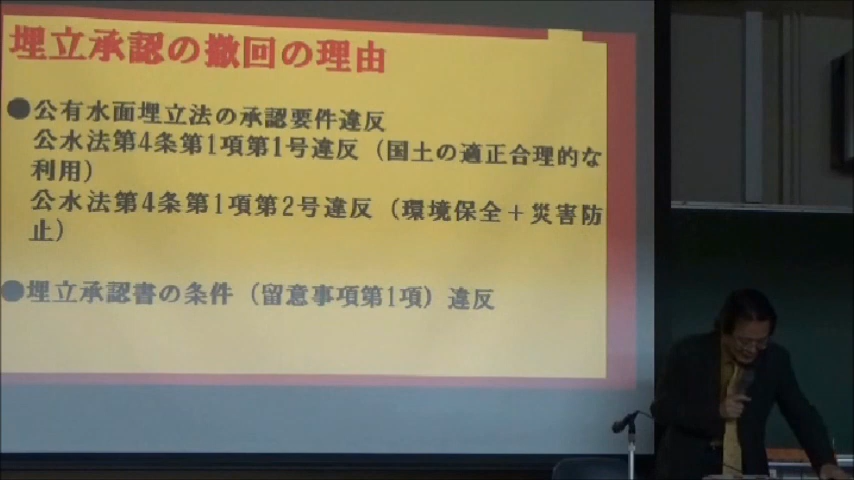 埋立承認の撤回の理由
●公有水面埋立法の承認要件違反
公水法第4条第1項第1号違反(国土の適正合理的な
利用)
公水法第4条第1項第2号違反(環境保全+災害防
止)
●埋立承認書の条件(留意事項第1項)違反